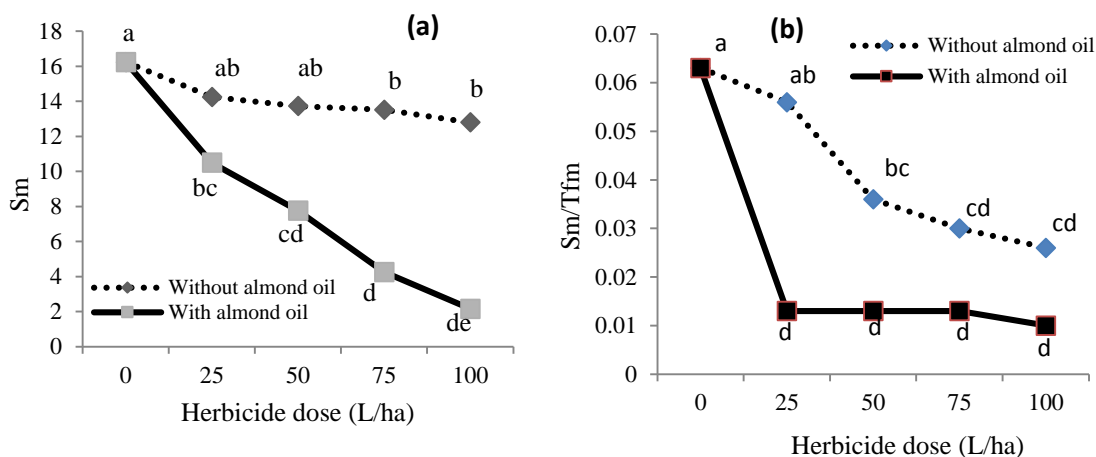 (a)
18
16
14
12
10
8
6
4
2
0
Sm
a
ab
ab
b
b
bc
cd
d
de
Without almond oil
With almond oil
0 25 50 75 100
Herbicide dose (L/ha)
(b)
0.07
0.06
0.05
0.04
0.03
0.02
0.01
0
Sm/Tfm
Without almond oil
With almond oil
a
ab
bc
cd
cd
d
d
d
d
0 25 50 75 100
Herbicide dose (L/ha)